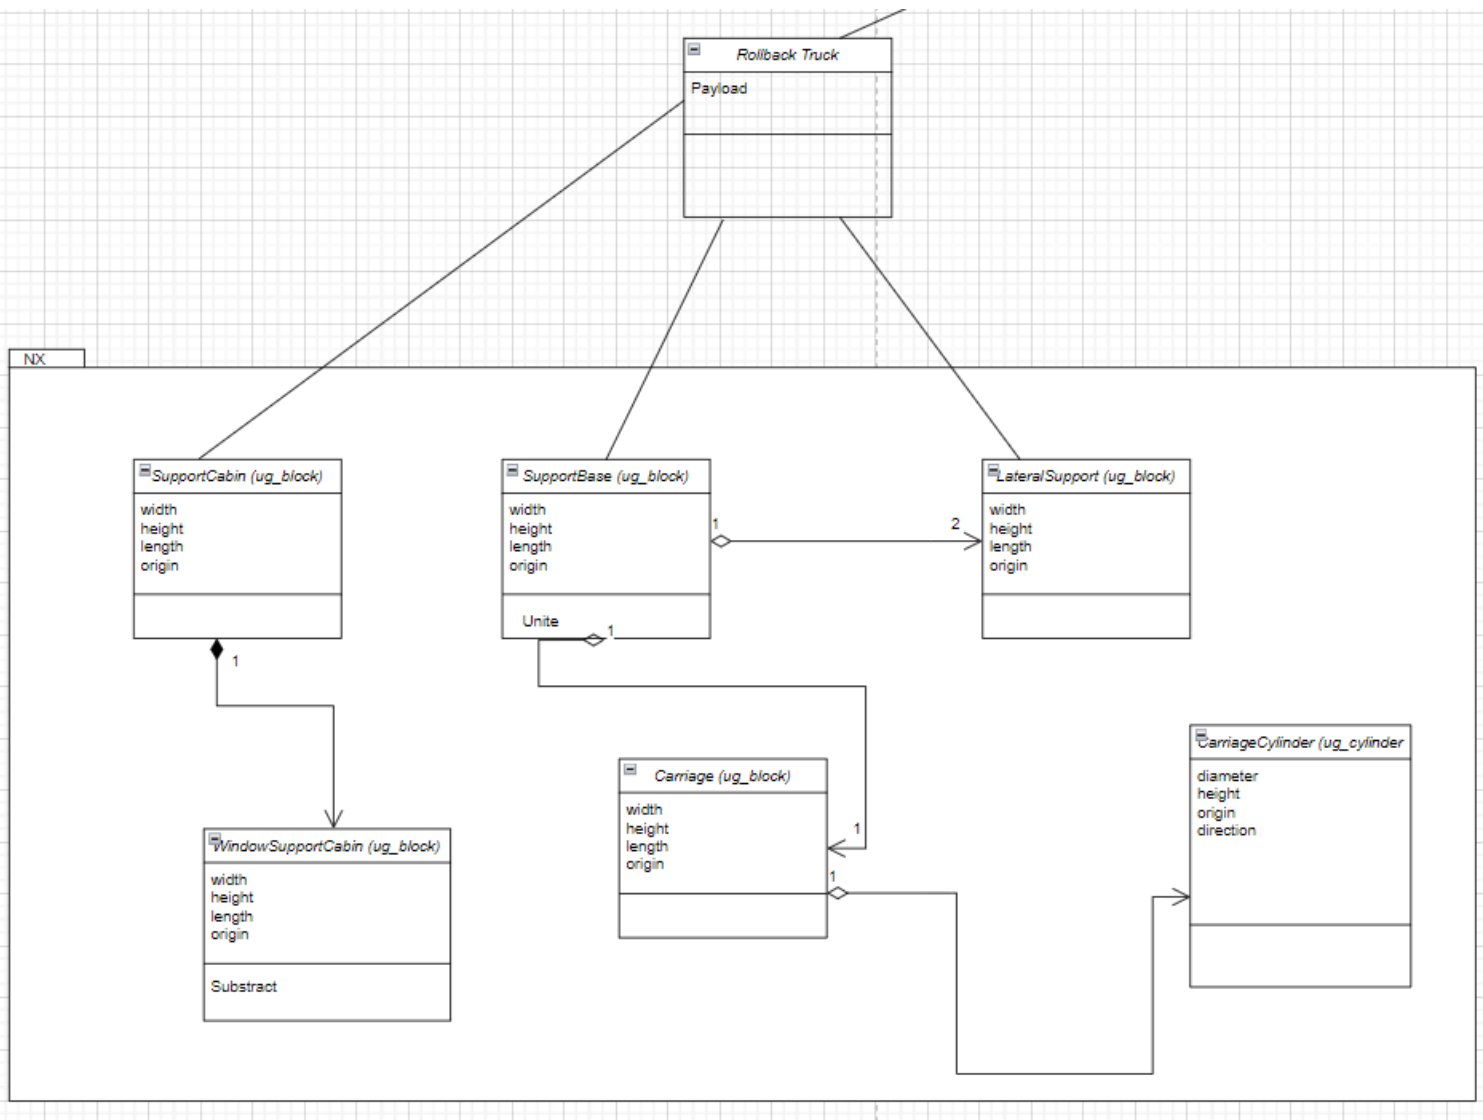 Rollback Truck
Payload
NX
SupportCabin (ug_block)
width
height
length
origin
SupportBase (ug_block)
width
height
length
origin
Unite
1
1
2
LateralSupport (ug_block)
width
height
length
origin
1
WindowSupportCabin (ug_block)
width
height
length
origin
Substract
Carriage (ug_block)
width
height
length
origin
1
1
CarriageCylinder (ug_cylinder
diameter
height
origin
direction